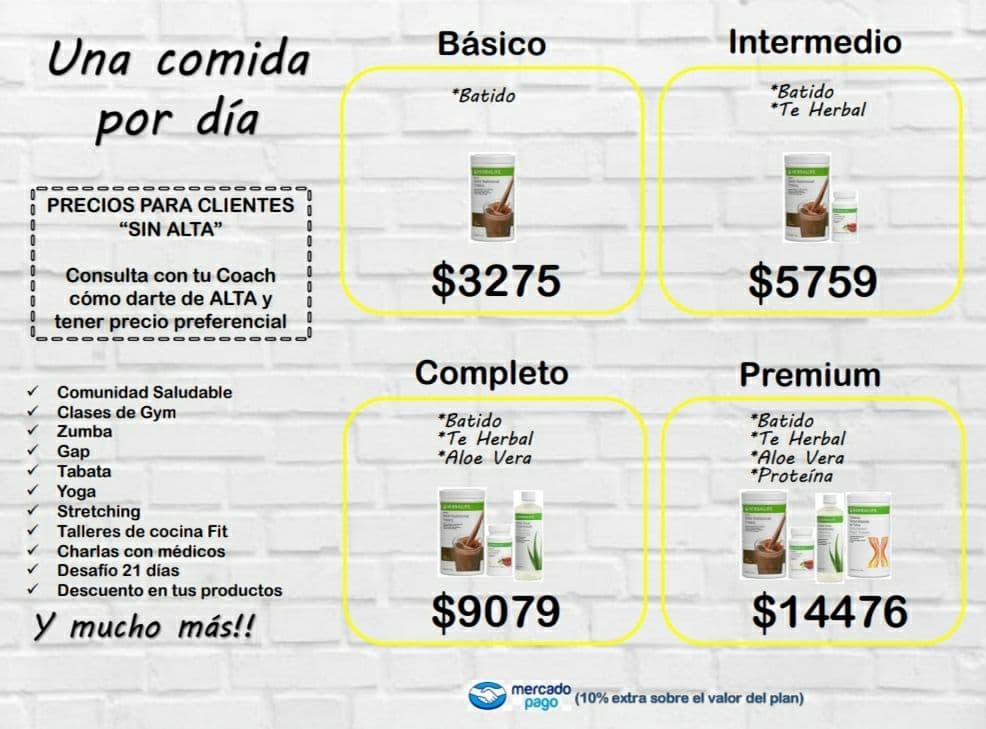 Una comida
por día
PRECIOS PARA CLIENTES
“SIN ALTA”
Consulta con tu Coach
cómo darte de ALTA y
tener precio preferencial
✓ Comunidad Saludable
✓ Clases de Gym
✓ Zumba
✓ Gap
✓ Tabata
✓ Yoga
✓ Stretching
✓ Talleres de cocina Fit
✓ Charlas con médicos
✓ Desafío 21 días
✓ Descuento en tus productos
Y mucho más!!
Básico
*Batido
HERBALIFE
$3275
Intermedio
*Batido
*Te Herbal
HERBALIFE
$5759
Completo
*Batido
*Te Herbal
*Aloe Vera
HERBALIFE
$9079
Premium
*Batido
*Te Herbal
*Aloe Vera
*Proteína
HERBALIFE
$14476
mercado
pago
(10% extra sobre el valor del plan)